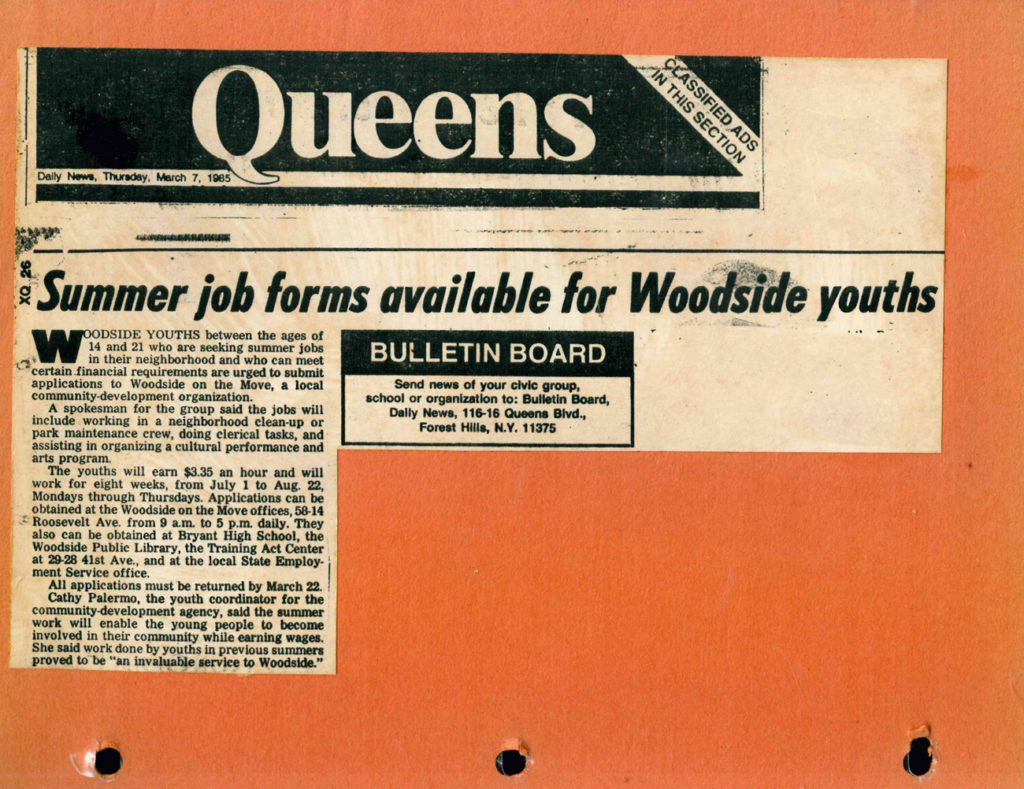 Queens
CLASSIFIED ADS
IN THIS SECTION
Daily News, Thursday, March 7, 1985
XQ 26
Summer job forms available for Woodside youths
WOODSIDE YOUTHS between the ages of
14 and 21 who are seeking summer jobs
in their neighborhood and who can meet
certain financial requirements are urged to submit
applications to Woodside on the Move, a local
community-development organization.
A spokesman for the group said the jobs will
include working in a neighborhood clean-up or
park maintenance crew, doing clerical tasks, and
assisting in organizing a cultural performance and
arts program.
The youths will earn $3.35 an hour and will
work for eight weeks, from July 1 to Aug. 22,
Mondays through Thursdays. Applications can be
obtained at the Woodside on the Move offices, 58-14
Roosevelt Ave. from 9 a.m. to 5 p.m. daily. They
also can be obtained at Bryant High School, the
Woodside Public Library, the Training Act Center
at 29-28 41st Ave., and at the local State Employ-
ment Service office.
All applications must be returned by March 22.
Cathy Palermo, the youth coordinator for the
community-development agency, said the summer
work will enable the young people to become
involved in their community while earning wages.
She said work done by youths in previous summers
proved to be "an invaluable service to Woodside."
BULLETIN BOARD
Send news of your civic group,
school or organization to: Bulletin Board,
Daily News, 116-16 Queens Blvd.,
Forest Hills, N.Y. 11375